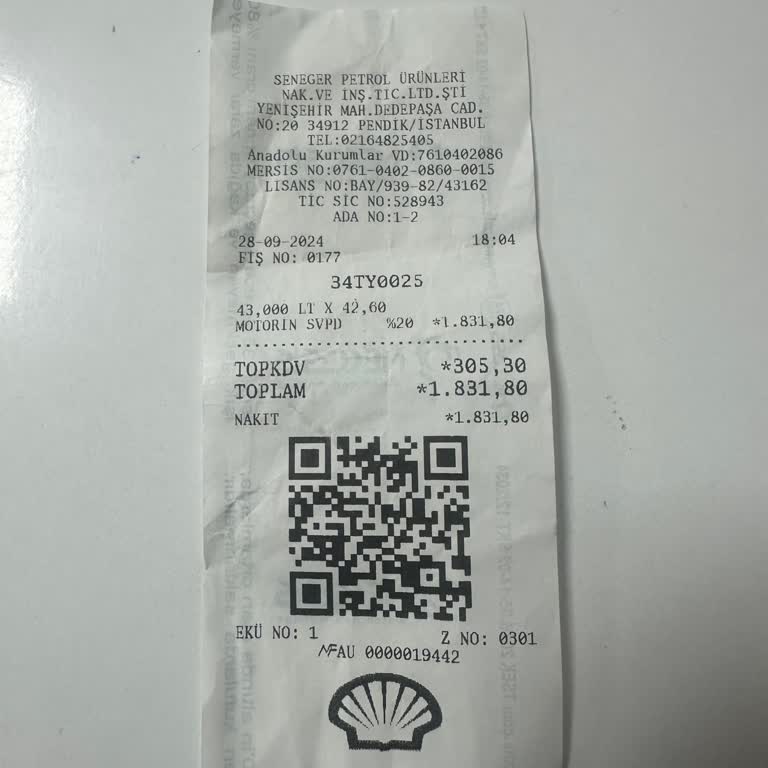 SENEGER PETROL ÜRÜNLERİ
NAK.VE İNŞ.TİC.LTD.ŞTİ
YENİŞEHİR MAH.DEDEPAŞA CAD.
NO:20 34912 PENDİK/İSTANBUL
TEL:02164825405
Anadolu Kurumlar VD:7610402086
MERSIS NO:0761-0402-0860-0015
LİSANS NO:BAY/939-82/43162
TİC SİC NO:528943
ADA NO:1-2
28-09-2024 18:04
FİŞ NO: 0177
34TY0025
43,000 LT X 42,60
MOTORİN SVPD %20 *1.831,80
TOPKDV *305,30
TOPLAM *1.831,80
NAKIT *1.831,80
EKÜ NO: 1 Z NO: 0301
MFAU 0000019442